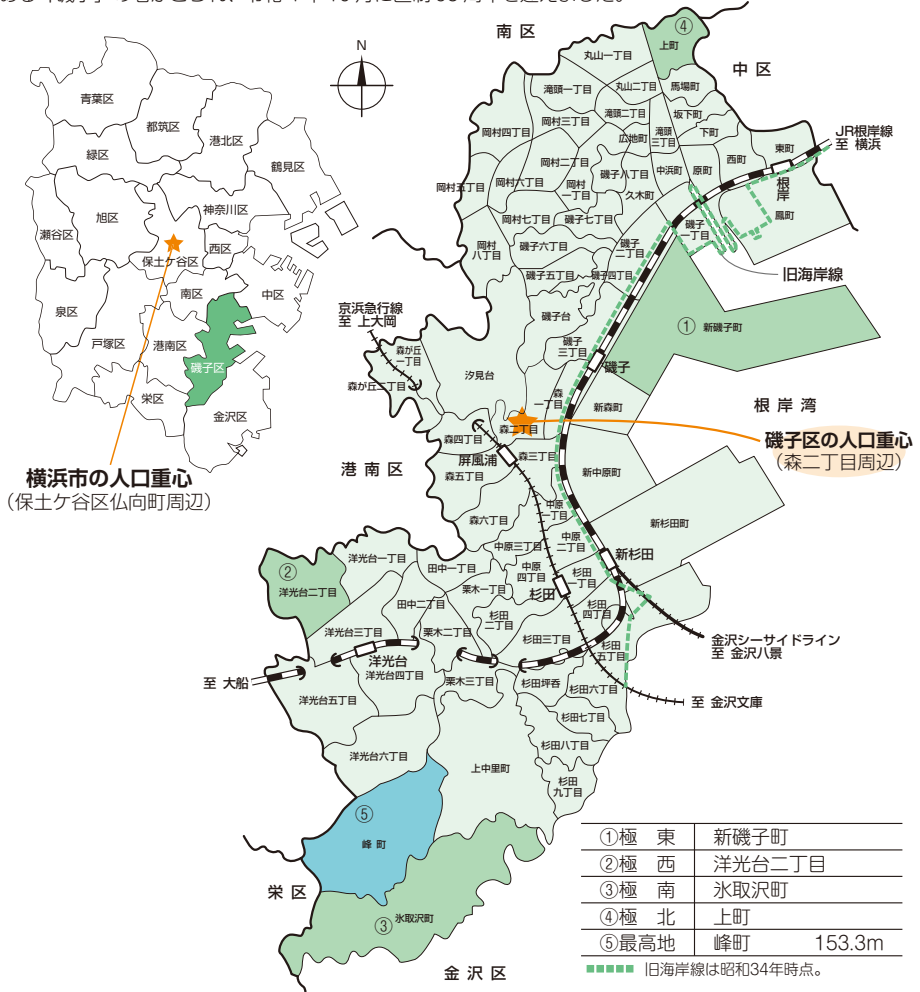 南区
中区
N
青葉区
都筑区
港北区
緑区
鶴見区
旭区
神奈川区
瀬谷区
西区
保土ケ谷区
南区
中区
泉区
戸塚区
港南区
磯子区
栄区
金沢区
横浜市の人口重心
（保土ケ谷区仏向町周辺）
④
上町
丸山一丁目
丸山二丁目
馬場町
滝頭一丁目
滝頭二丁目
坂下町
岡村三丁目
岡村四丁目
広地町
滝頭三丁目
下町
JR根岸線
至 横浜
東町
西町
原町
中浜町
根岸
岡村二丁目
磯子八丁目
岡村五丁目
岡村六丁目
岡村一丁目
久木町
鳳町
岡村七丁目
磯子七丁目
磯子一丁目
岡村八丁目
磯子六丁目
磯子二丁目
旧海岸線
磯子五丁目
磯子四丁目
京浜急行線
至 上大岡
磯子台
① 新磯子町
磯子三丁目
森が丘一丁目
汐見台
磯子
森が丘二丁目
森一丁目
新森町
根岸湾
森二丁目
磯子区の人口重心
（森二丁目周辺）
森四丁目
屏風浦
森三丁目
港南区
森五丁目
新中原町
森六丁目
中原一丁目
新杉田町
中原三丁目
中原二丁目
新杉田
洋光台一丁目
②
洋光台二丁目
田中一丁目
栗木一丁目
中原四丁目
杉田一丁目
杉田
田中二丁目
杉田二丁目
杉田四丁目
洋光台三丁目
栗木二丁目
杉田三丁目
杉田五丁目
金沢シーサイドライン
至 金沢八景
洋光台
洋光台四丁目
至 大船
栗木三丁目
杉田坪呑
杉田六丁目
至 金沢文庫
洋光台五丁目
杉田七丁目
洋光台六丁目
杉田八丁目
上中里町
杉田九丁目
⑤
峰町
栄区
③ 氷取沢町
金沢区
①極　東 新磯子町
②極　西 洋光台二丁目
③極　南 氷取沢町
④極　北 上町
⑤最高地 峰町 153.3m
旧海岸線は昭和34年時点。